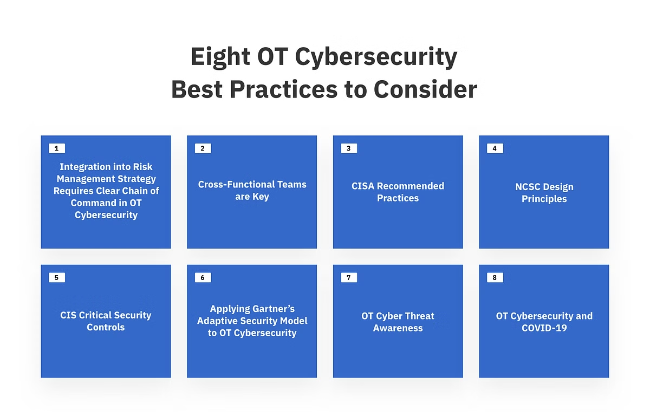 Eight OT Cybersecurity
Best Practices to Consider
1
Integration into Risk
Management Strategy
Requires Clear Chain of
Command in OT
Cybersecurity
2
Cross-Functional Teams
are Key
3
CISA Recommended
Practices
4
NCSC Design
Principles
5
CIS Critical Security
Controls
6
Applying Gartner’s
Adaptive Security Model
to OT Cybersecurity
7
OT Cyber Threat
Awareness
8
OT Cybersecurity and
COVID-19